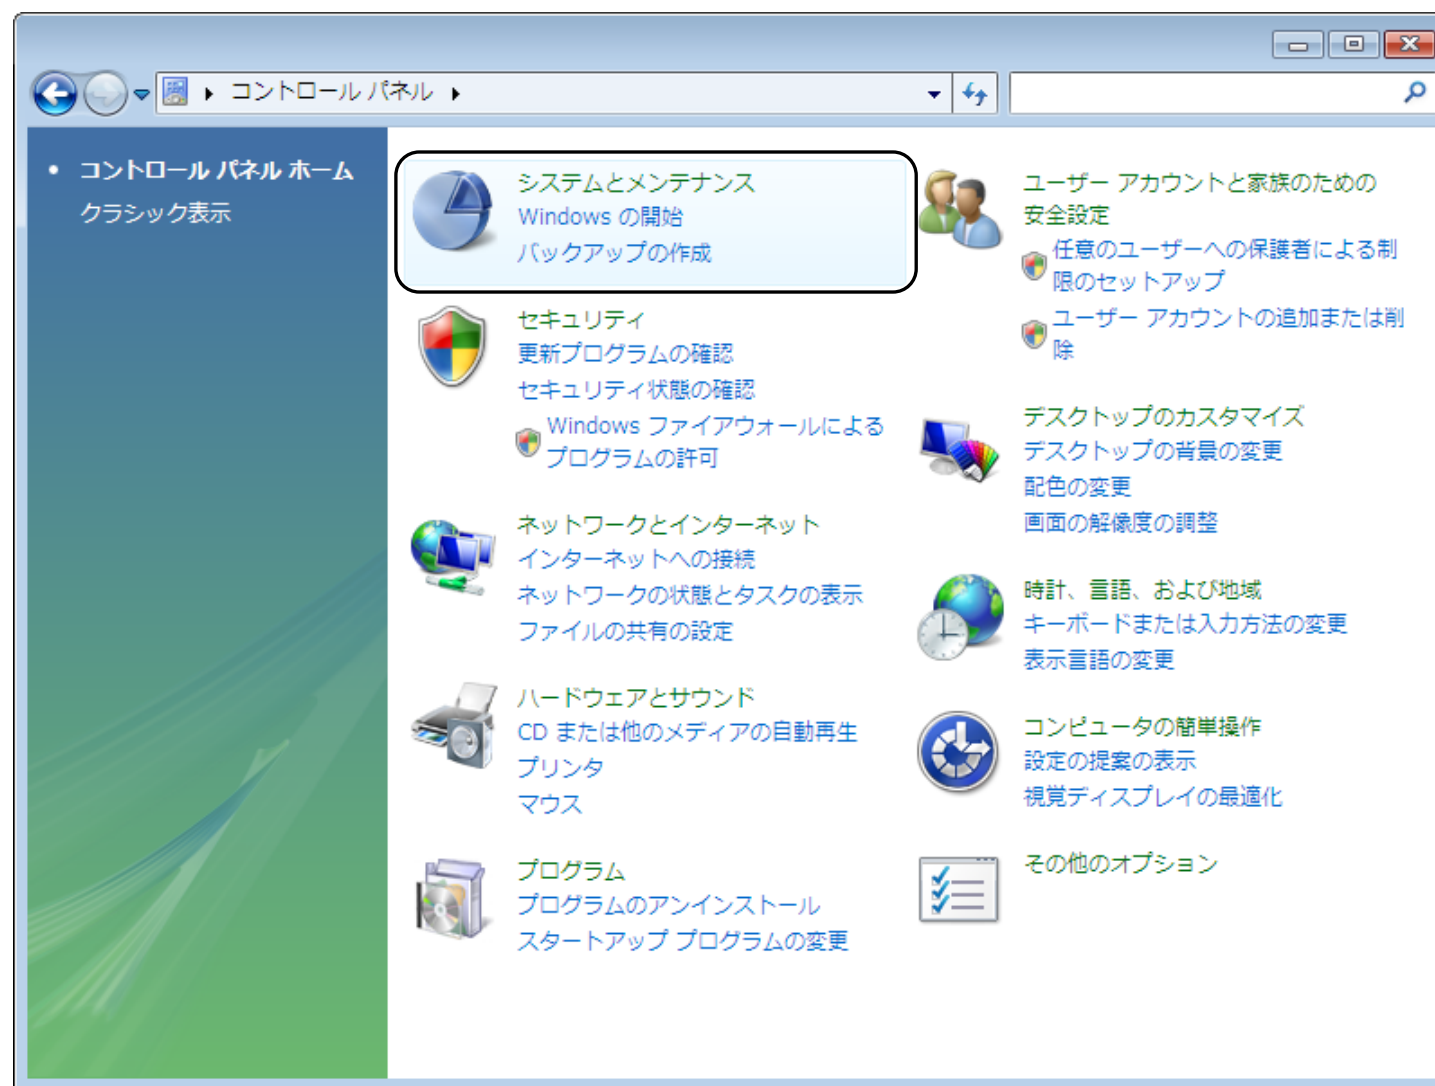 コントロール パネル
コントロール パネル ホーム
クラシック表示
システムとメンテナンス
Windows の開始
バックアップの作成
セキュリティ
更新プログラムの確認
セキュリティ状態の確認
Windows ファイアウォールによる
プログラムの許可
ネットワークとインターネット
インターネットへの接続
ネットワークの状態とタスクの表示
ファイルの共有の設定
ハードウェアとサウンド
CD または他のメディアの自動再生
プリンタ
マウス
プログラム
プログラムのアンインストール
スタートアップ プログラムの変更
ユーザー アカウントと家族のための
安全設定
任意のユーザーへの保護者による制
限のセットアップ
ユーザー アカウントの追加または削
除
デスクトップのカスタマイズ
デスクトップの背景の変更
配色の変更
画面の解像度の調整
時計、言語、および地域
キーボードまたは入力方法の変更
表示言語の変更
コンピュータの簡単操作
設定の提案の表示
視覚ディスプレイの最適化
その他のオプション